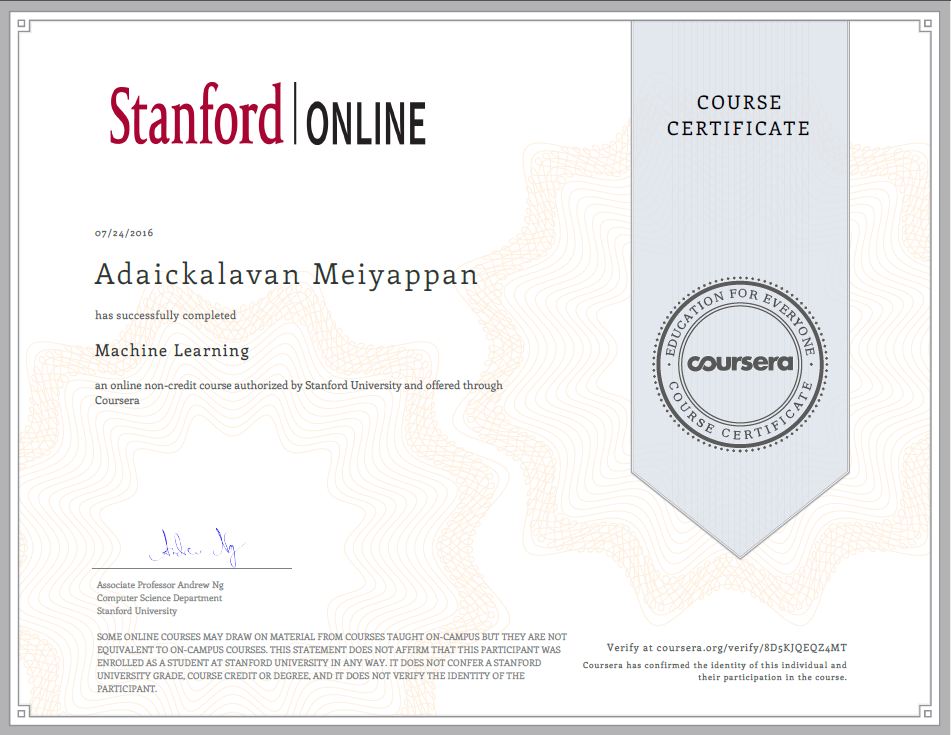 Stanford ONLINE
COURSE
CERTIFICATE
07/24/2016
Adaickalavan Meiyappan
has successfully completed
Machine Learning
an online non-credit course authorized by Stanford University and offered through
Coursera
EDUCATION FOR EVERYONE
coursera
COURSE CERTIFICATE
Andrew Ng
Associate Professor Andrew Ng
Computer Science Department
Stanford University
SOME ONLINE COURSES MAY DRAW ON MATERIAL FROM COURSES TAUGHT ON-CAMPUS BUT THEY ARE NOT
EQUIVALENT TO ON-CAMPUS COURSES. THIS STATEMENT DOES NOT AFFIRM THAT THIS PARTICIPANT WAS
ENROLLED AS A STUDENT AT STANFORD UNIVERSITY IN ANY WAY. IT DOES NOT CONFER A STANFORD
UNIVERSITY GRADE, COURSE CREDIT OR DEGREE, AND IT DOES NOT VERIFY THE IDENTITY OF THE
PARTICIPANT.
Verify at coursera.org/verify/8D5KJQEQZ4MT
Coursera has confirmed the identity of this individual and
their participation in the course.